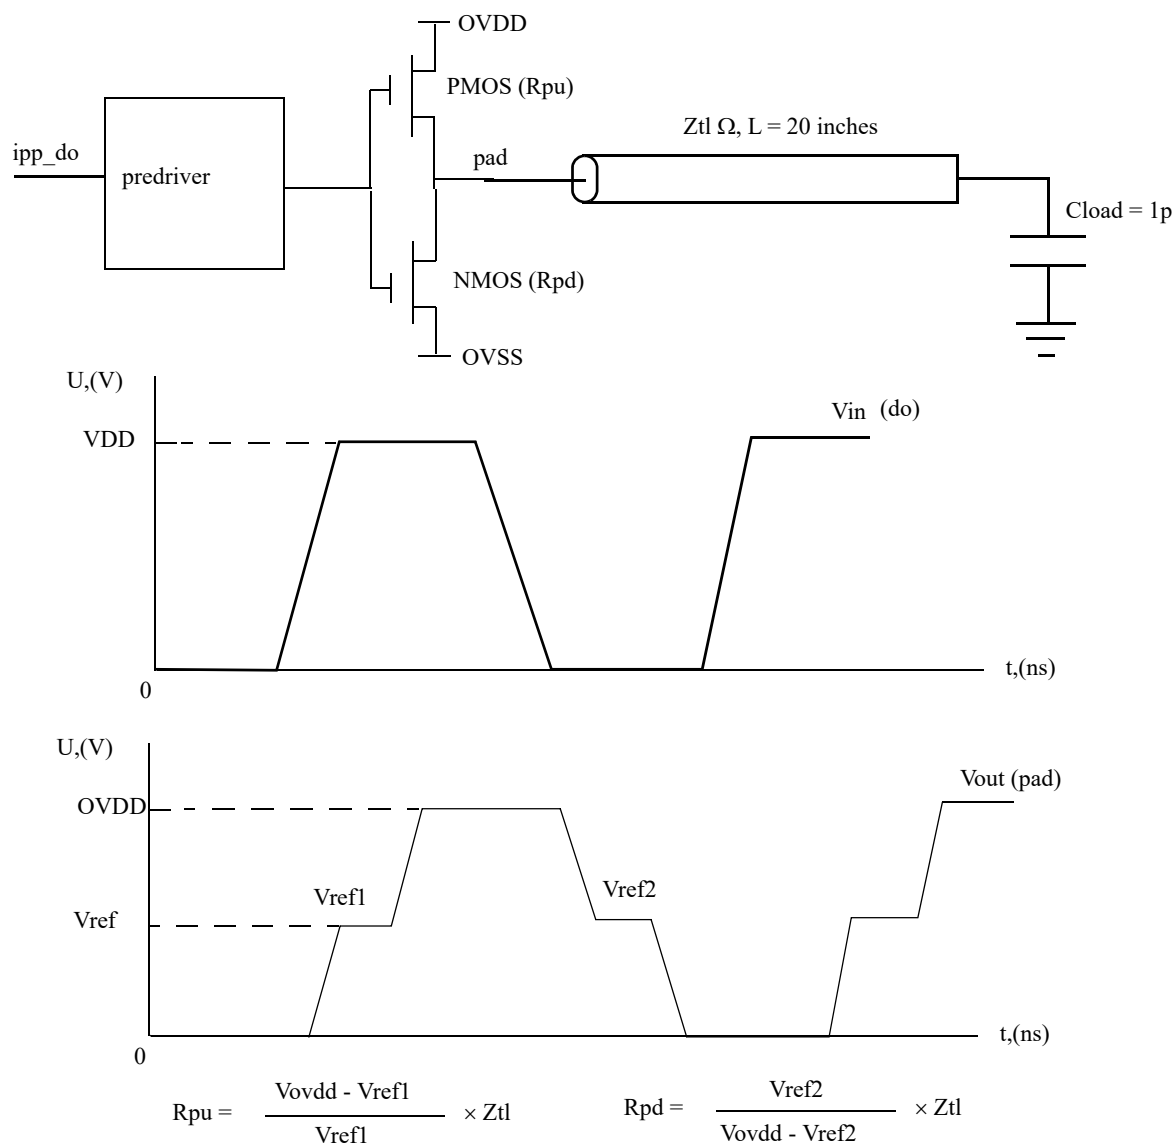 OVDD
PMOS (Rpu)
Ztl Ω, L = 20 inches
ipp_do
predriver
pad
Cload = 1p
NMOS (Rpd)
OVSS
U,(V)
VDD
Vin (do)
t,(ns)
0
U,(V)
OVDD
Vout (pad)
Vref1
Vref2
Vref
t,(ns)
0
Rpu = Vovdd - Vref1 / Vref1 × Ztl
Rpd = Vref2 / Vovdd - Vref2 × Ztl